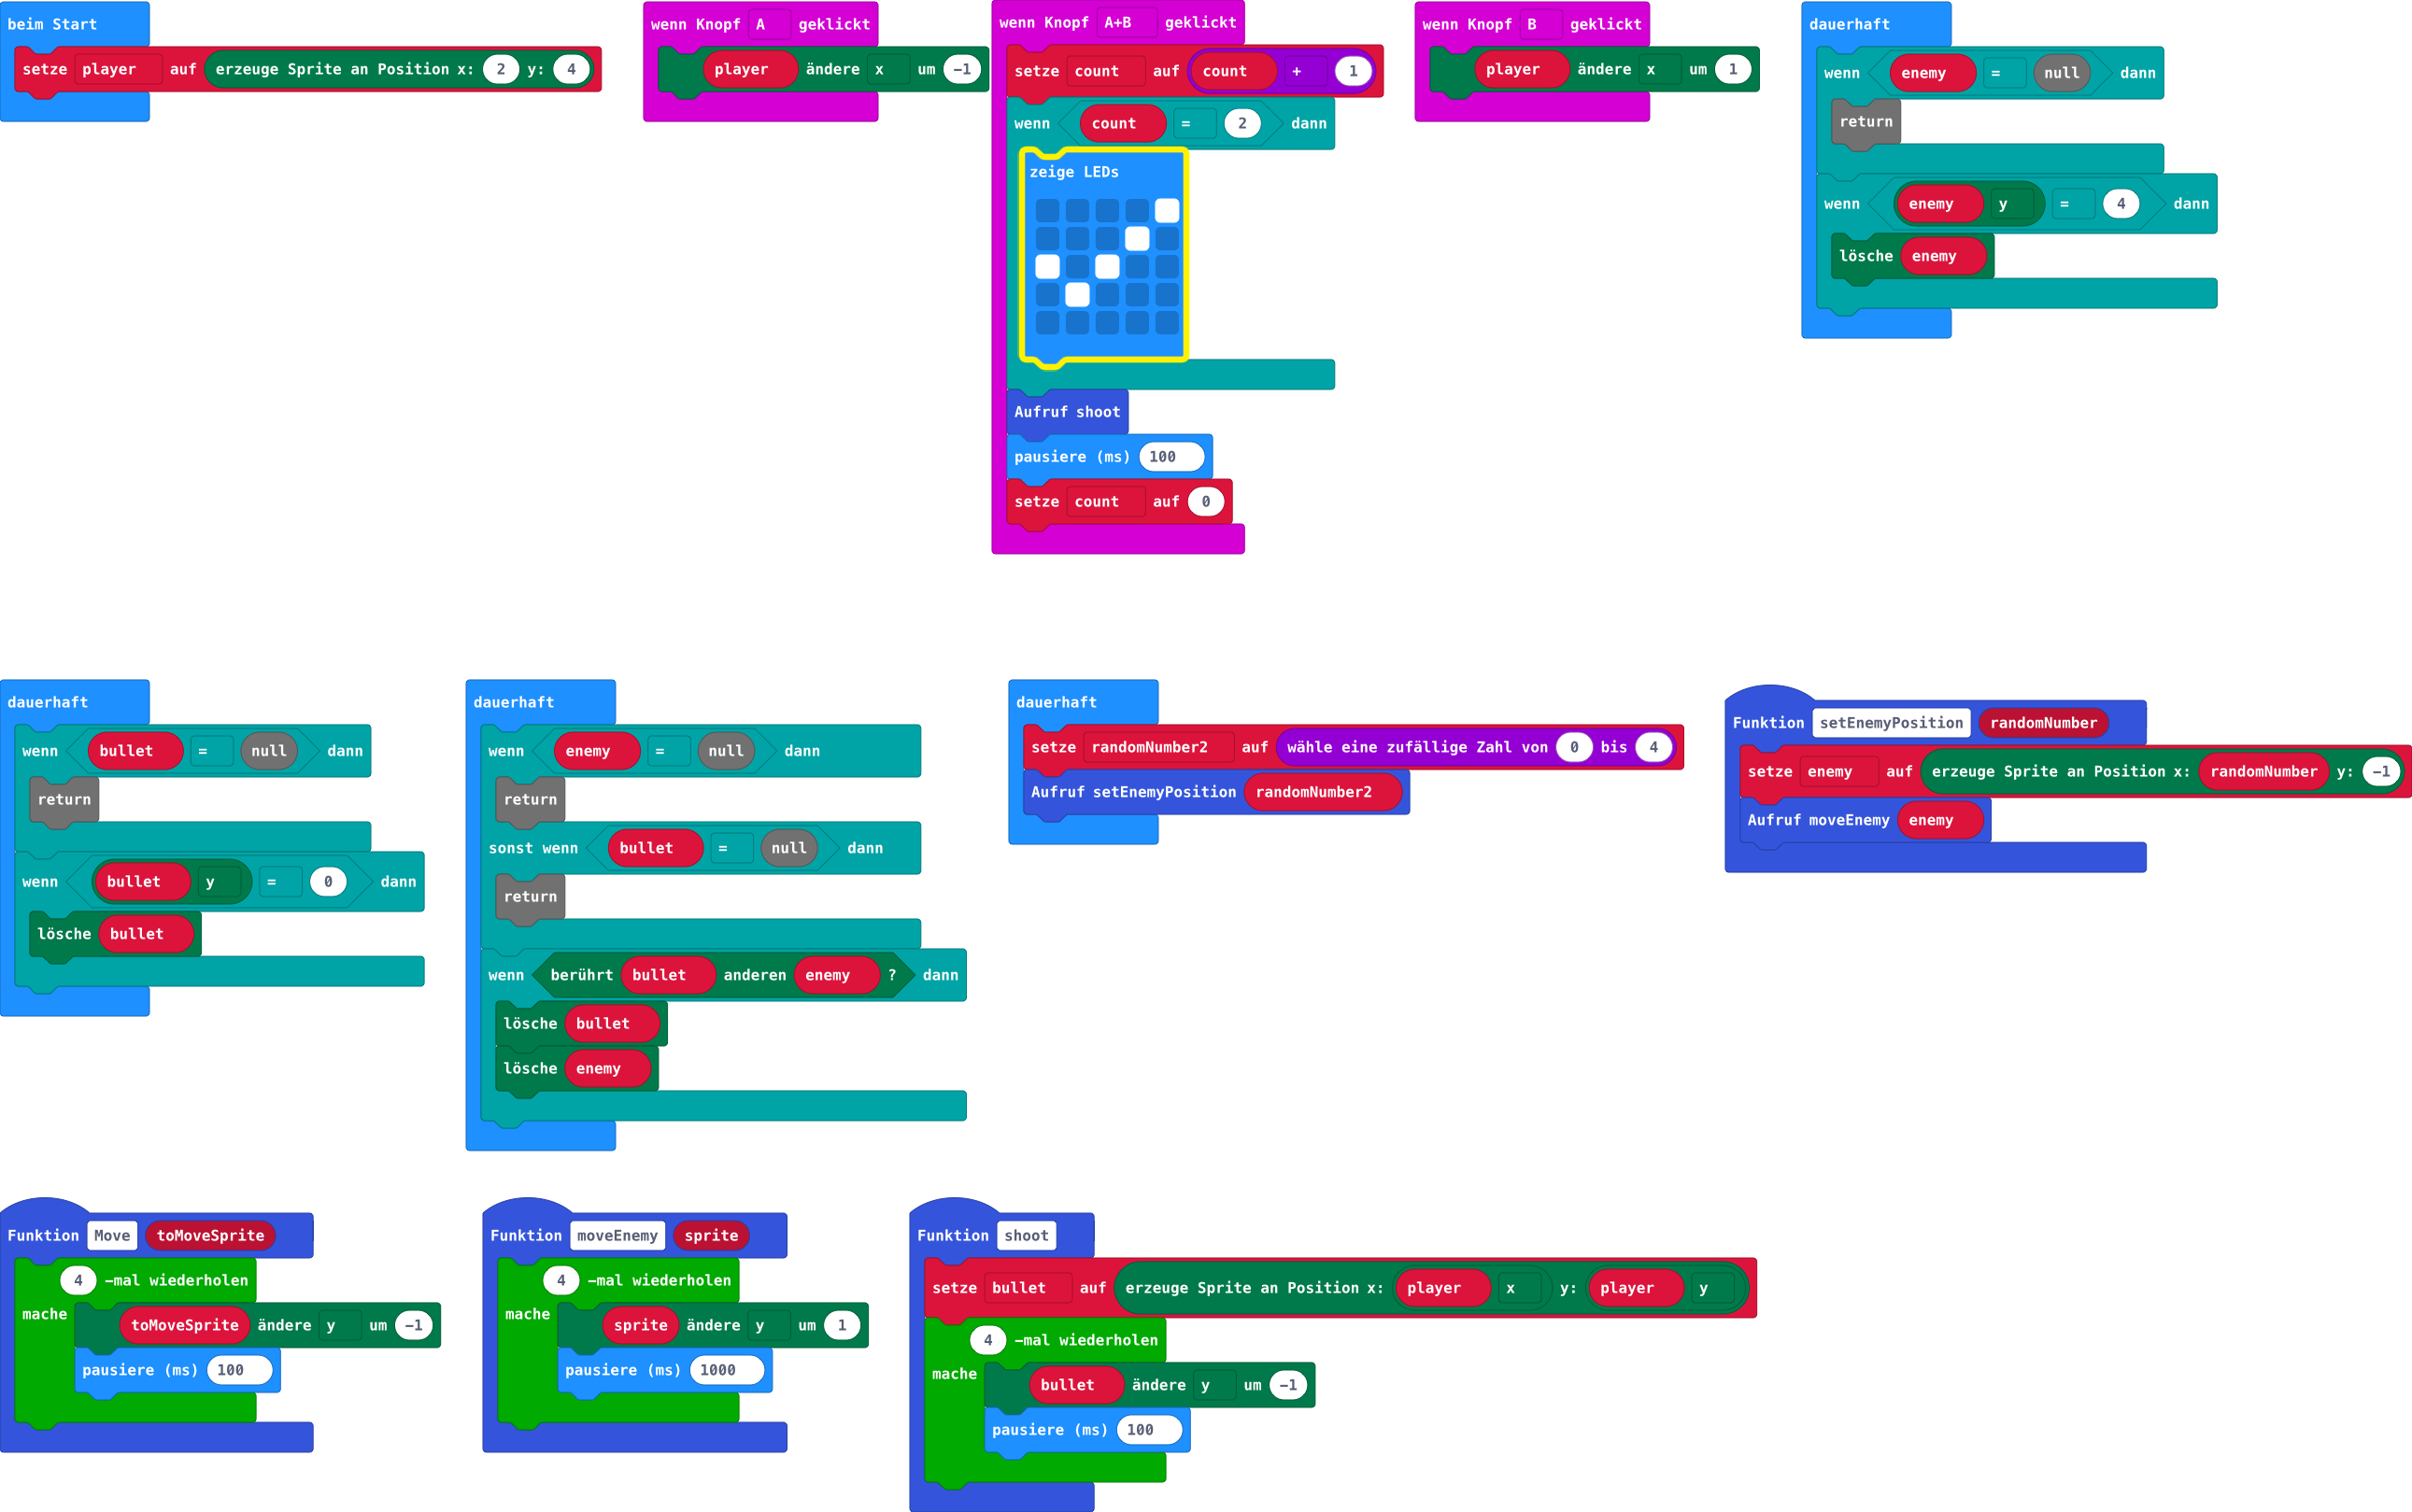 beim Start
setze player auf erzeuge Sprite an Position x: 2 y: 4
wenn Knopf A geklickt
player ändere x um -1
wenn Knopf A+B geklickt
setze count auf count + 1
wenn count = 2 dann
zeige LEDs
Aufruf shoot
pausiere (ms) 100
setze count auf 0
wenn Knopf B geklickt
player ändere x um 1
dauerhaft
wenn enemy = null dann
return
wenn enemy y = 4 dann
lösche enemy
dauerhaft
wenn bullet = null dann
return
wenn bullet y = 0 dann
lösche bullet
dauerhaft
wenn enemy = null dann
return
sonst wenn bullet = null dann
return
wenn berührt bullet anderen enemy ? dann
lösche bullet
lösche enemy
dauerhaft
setze randomNumber2 auf wähle eine zufällige Zahl von 0 bis 4
Aufruf setEnemyPosition randomNumber2
Funktion setEnemyPosition randomNumber
setze enemy auf erzeuge Sprite an Position x: randomNumber y: -1
Aufruf moveEnemy enemy
Funktion Move toMoveSprite
4 -mal wiederholen
mache
toMoveSprite ändere y um -1
pausiere (ms) 100
Funktion moveEnemy sprite
4 -mal wiederholen
mache
sprite ändere y um 1
pausiere (ms) 1000
Funktion shoot
setze bullet auf erzeuge Sprite an Position x: player x y: player y
4 -mal wiederholen
mache
bullet ändere y um -1
pausiere (ms) 100